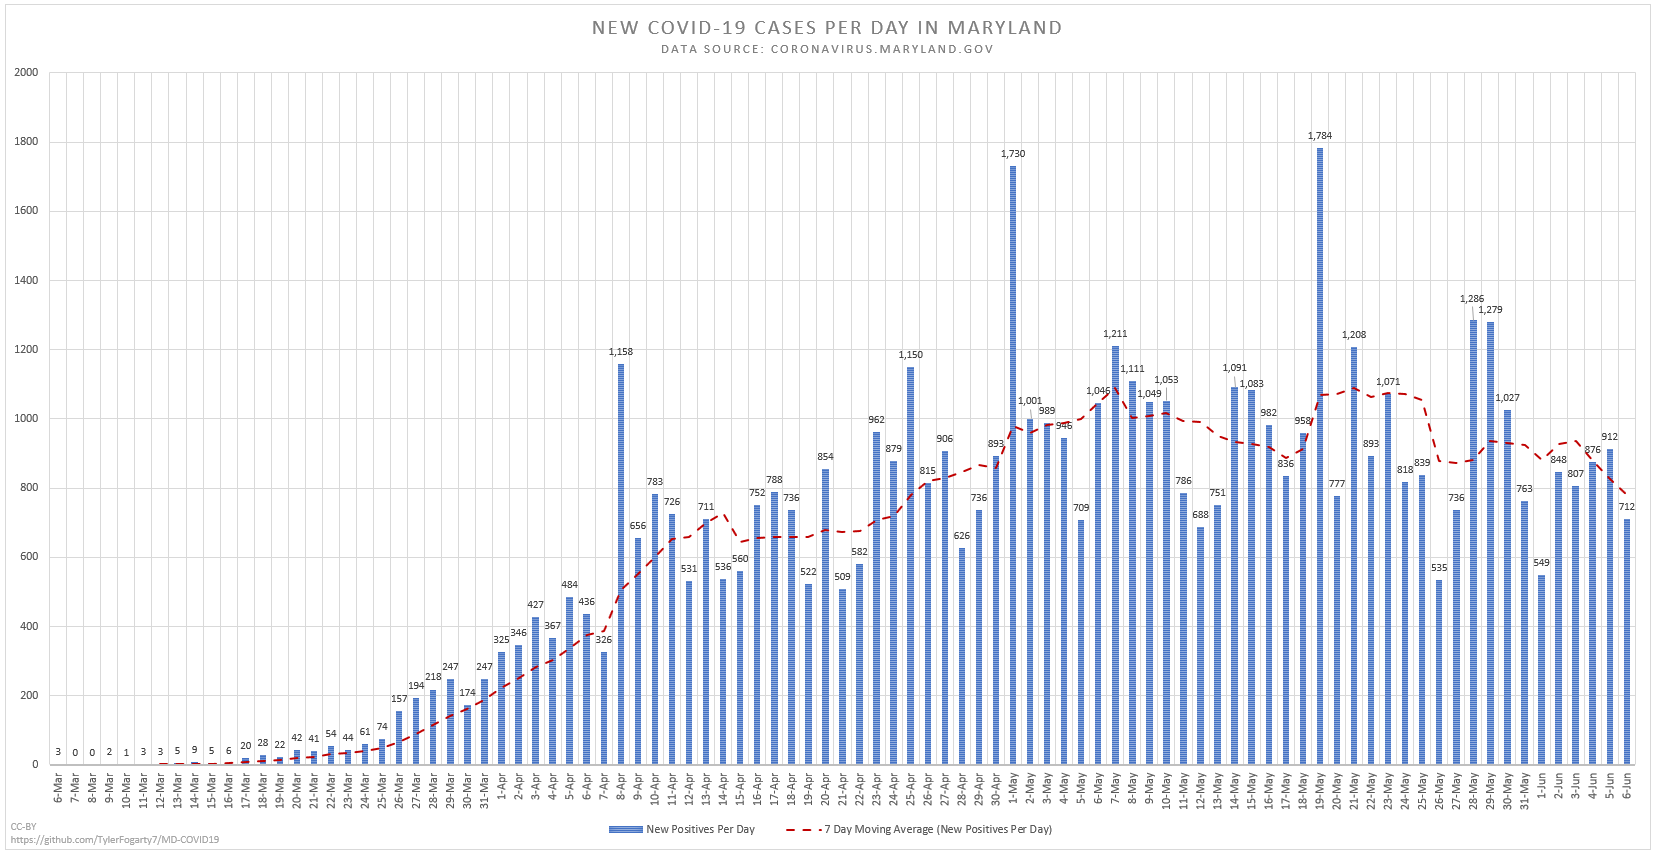 NEW COVID-19 CASES PER DAY IN MARYLAND
DATA SOURCE: CORONAVIRUS.MARYLAND.GOV
2000
1800
1600
1400
1200
1000
800
600
400
200
0
3 0 0 2 1 3 3 5 9 5 6 20 28 22 42 41 54 44 61 74 157 194 218 247 174 247 325 346 427 367 484 436 326 1,158 656 783 726 531 711 536 560 752 788 736 522 854 509 582 962 879 1,150 815 906 626 736 893 1,730 1,001 989 946 709 1,046 1,211 1,111 1,049 1,053 786 688 751 1,091 1,083 982 836 958 1,784 777 1,208 893 1,071 818 839 535 736 1,286 1,279 1,027 763 549 848 807 876 912 712
6-Mar 7-Mar 8-Mar 9-Mar 10-Mar 11-Mar 12-Mar 13-Mar 14-Mar 15-Mar 16-Mar 17-Mar 18-Mar 19-Mar 20-Mar 21-Mar 22-Mar 23-Mar 24-Mar 25-Mar 26-Mar 27-Mar 28-Mar 29-Mar 30-Mar 31-Mar 1-Apr 2-Apr 3-Apr 4-Apr 5-Apr 6-Apr 7-Apr 8-Apr 9-Apr 10-Apr 11-Apr 12-Apr 13-Apr 14-Apr 15-Apr 16-Apr 17-Apr 18-Apr 19-Apr 20-Apr 21-Apr 22-Apr 23-Apr 24-Apr 25-Apr 26-Apr 27-Apr 28-Apr 29-Apr 30-Apr 1-May 2-May 3-May 4-May 5-May 6-May 7-May 8-May 9-May 10-May 11-May 12-May 13-May 14-May 15-May 16-May 17-May 18-May 19-May 20-May 21-May 22-May 23-May 24-May 25-May 26-May 27-May 28-May 29-May 30-May 31-May 1-Jun 2-Jun 3-Jun 4-Jun 5-Jun 6-Jun
New Positives Per Day
7 Day Moving Average (New Positives Per Day)
CC-BY
https://github.com/TylerFogarty7/MD-COVID19